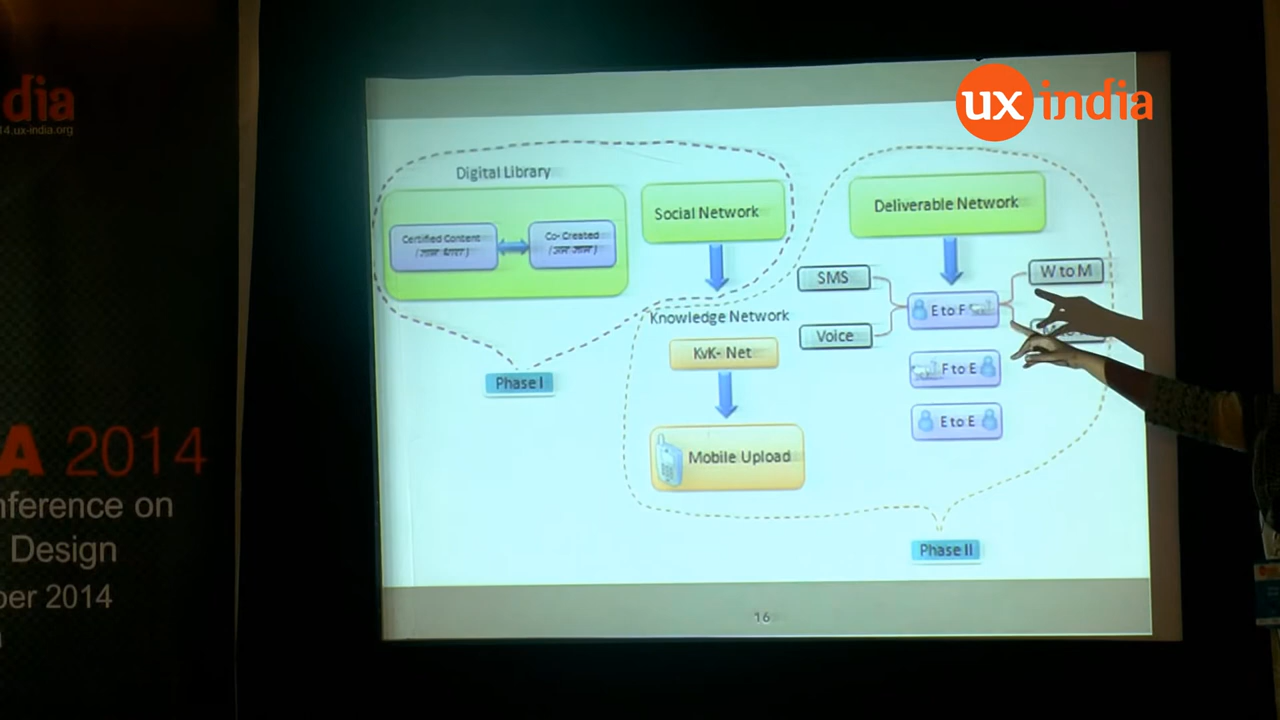 dia
14.ux-india.org
A 2014
nference on
Design
ber 2014
ux india
Digital Library
Certified Content
Co-Created
Social Network
Deliverable Network
SMS
Voice
E to F
W to M
F to E
E to E
Knowledge Network
KvK- Net
Mobile Upload
Phase I
Phase II
16